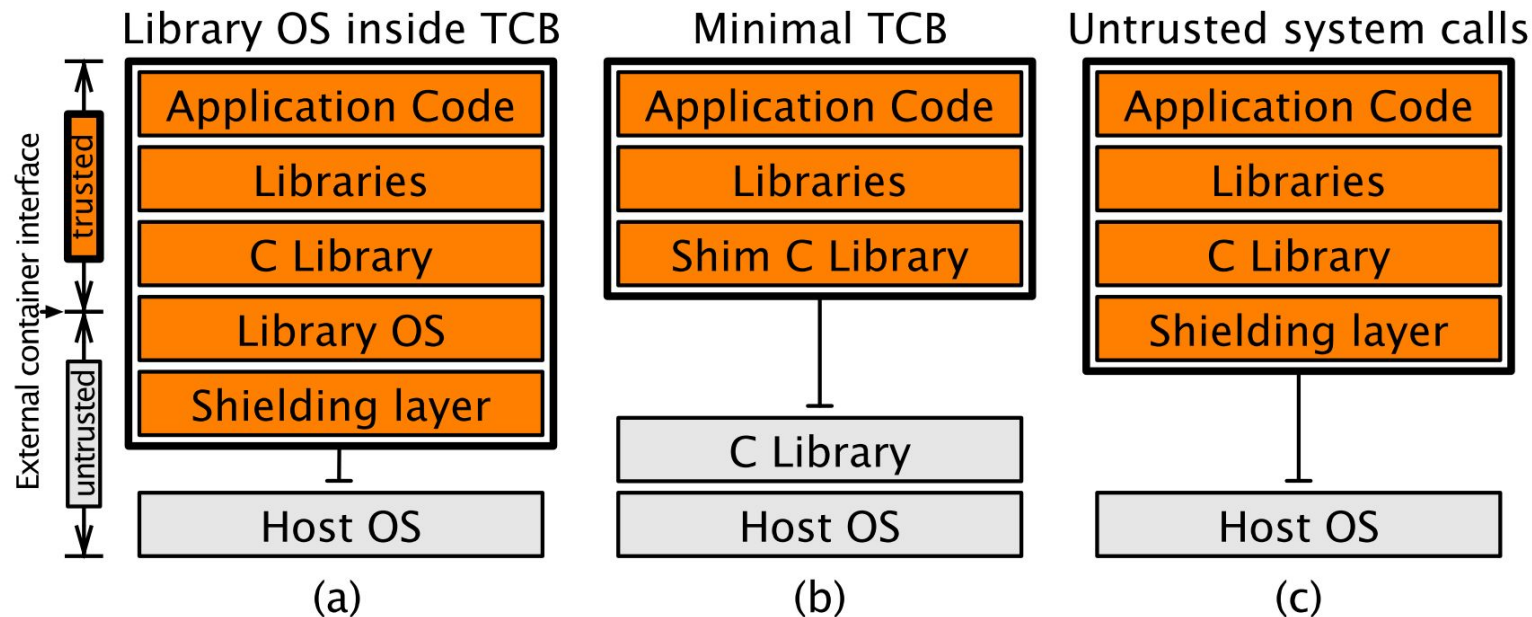 Library OS inside TCB
Application Code
Libraries
C Library
Library OS
Shielding layer
Host OS
(a)
Minimal TCB
Application Code
Libraries
Shim C Library
C Library
Host OS
(b)
Untrusted system calls
Application Code
Libraries
C Library
Shielding layer
Host OS
(c)
External container interface
trusted
untrusted